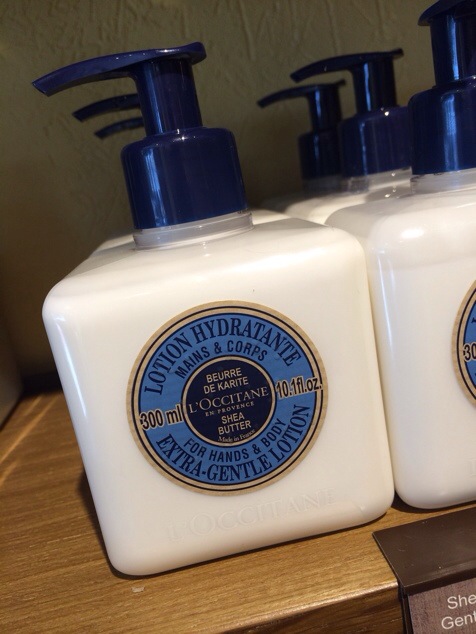 LOTION HYDRATANTE
MAINS & CORPS
BEURRE
DE KARITE
300 ml
L'OCCITANE
10.1fl.oz.
EN PROVENCE
SHEA
BUTTER
Made in France
FOR HANDS & BODY
EXTRA-GENTLE LOTION
L'OCCITANE
30
She
Gent